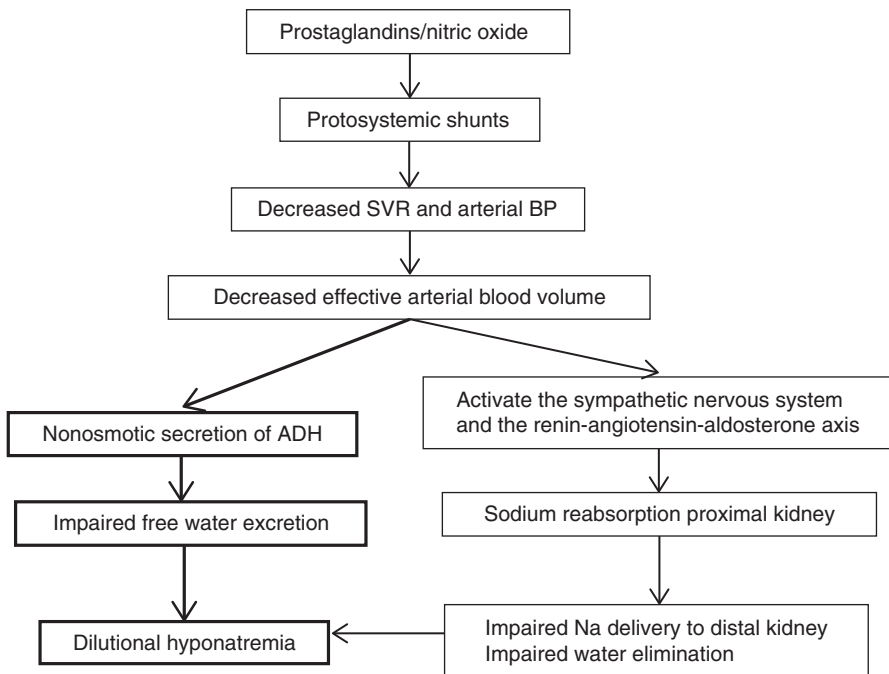 Prostaglandins/nitric oxide
Protosystemic shunts
Decreased SVR and arterial BP
Decreased effective arterial blood volume
Nonosmotic secretion of ADH
Impaired free water excretion
Dilutional hyponatremia
Activate the sympathetic nervous system
and the renin-angiotensin-aldosterone axis
Sodium reabsorption proximal kidney
Impaired Na delivery to distal kidney
Impaired water elimination